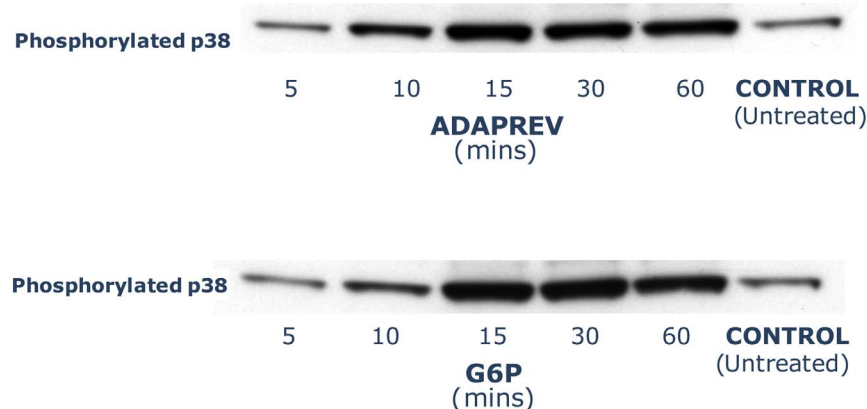 Phosphorylated p38
5 10 15 30 60 CONTROL
(Untreated)
ADAPREV
(mins)
Phosphorylated p38
5 10 15 30 60 CONTROL
(Untreated)
G6P
(mins)